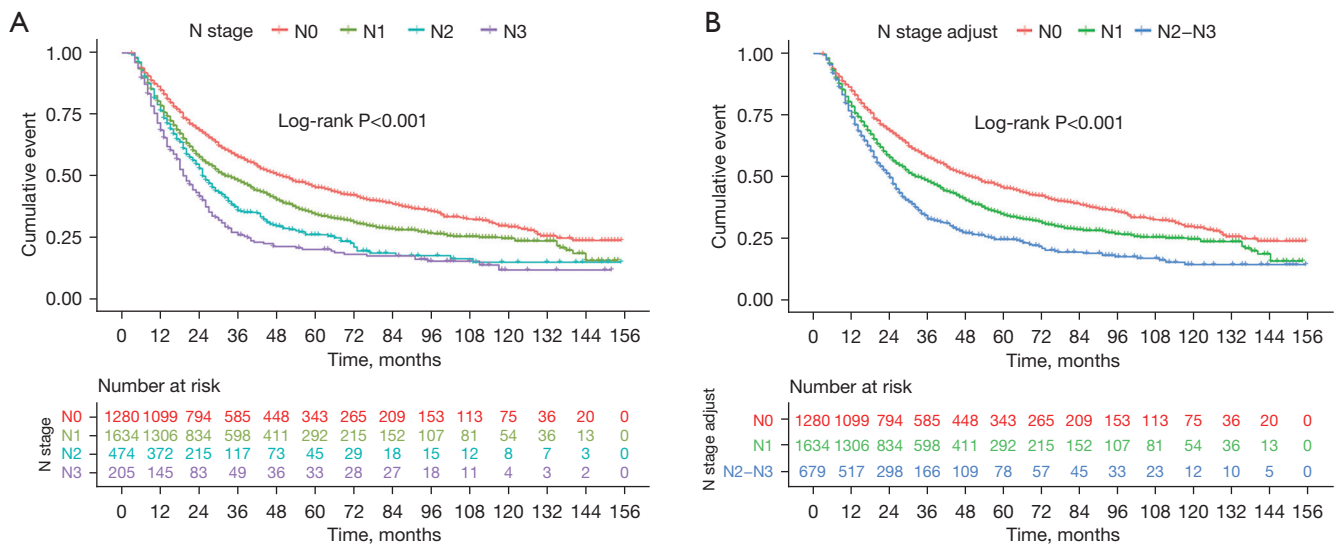 A
N stage N0 N1 N2 N3
Cumulative event
1.00
0.75
0.50
0.25
0.00
Log-rank P<0.001
0 12 24 36 48 60 72 84 96 108 120 132 144 156
Time, months
Number at risk
N stage
N0 1280 1099 794 585 448 343 265 209 153 113 75 36 20 0
N1 1634 1306 834 598 411 292 215 152 107 81 54 36 13 0
N2 474 372 215 117 73 45 29 18 15 12 8 7 3 0
N3 205 145 83 49 36 33 28 27 18 11 4 3 2 0
0 12 24 36 48 60 72 84 96 108 120 132 144 156
Time, months
B
N stage adjust N0 N1 N2–N3
Cumulative event
1.00
0.75
0.50
0.25
0.00
Log-rank P<0.001
0 12 24 36 48 60 72 84 96 108 120 132 144 156
Time, months
Number at risk
N stage adjust
N0 1280 1099 794 585 448 343 265 209 153 113 75 36 20 0
N1 1634 1306 834 598 411 292 215 152 107 81 54 36 13 0
N2–N3 679 517 298 166 109 78 57 45 33 23 12 10 5 0
0 12 24 36 48 60 72 84 96 108 120 132 144 156
Time, months